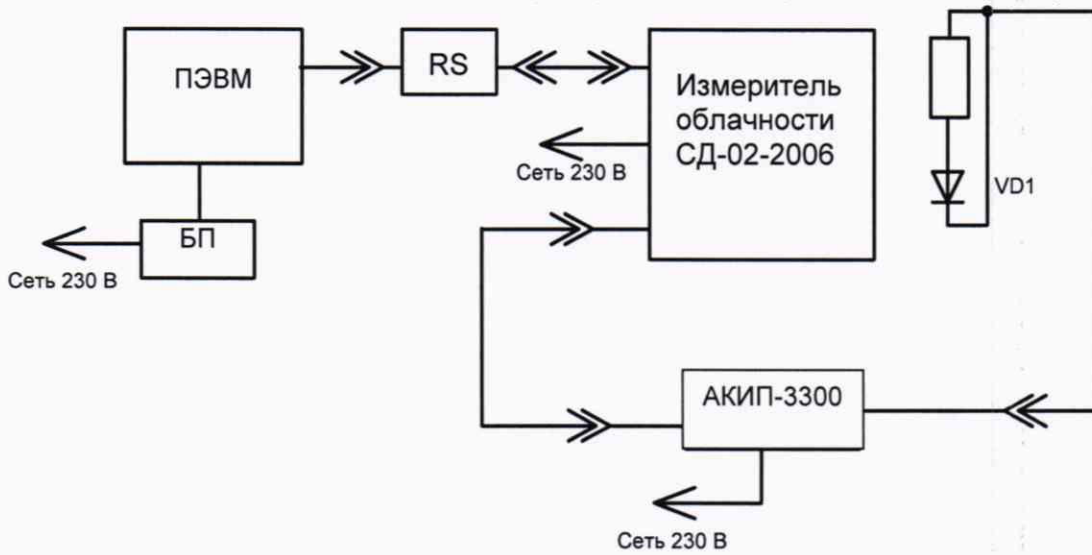 ПЭВМ
RS
Измеритель
облачности
СД-02-2006
Сеть 230 В
VD1
БП
Сеть 230 В
АКИП-3300
Сеть 230 В